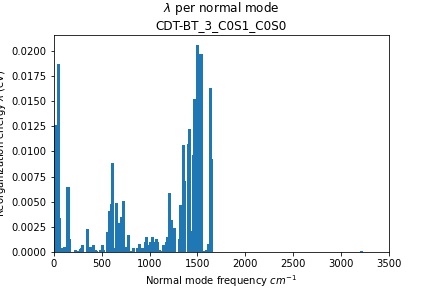 λ per normal mode
CDT-BT_3_C0S1_C0S0
0.0200
0.0175
0.0150
0.0125
0.0100
0.0075
0.0050
0.0025
0.0000
energy λ (eV)
0 500 1000 1500 2000 2500 3000 3500
Normal mode frequency cm⁻¹